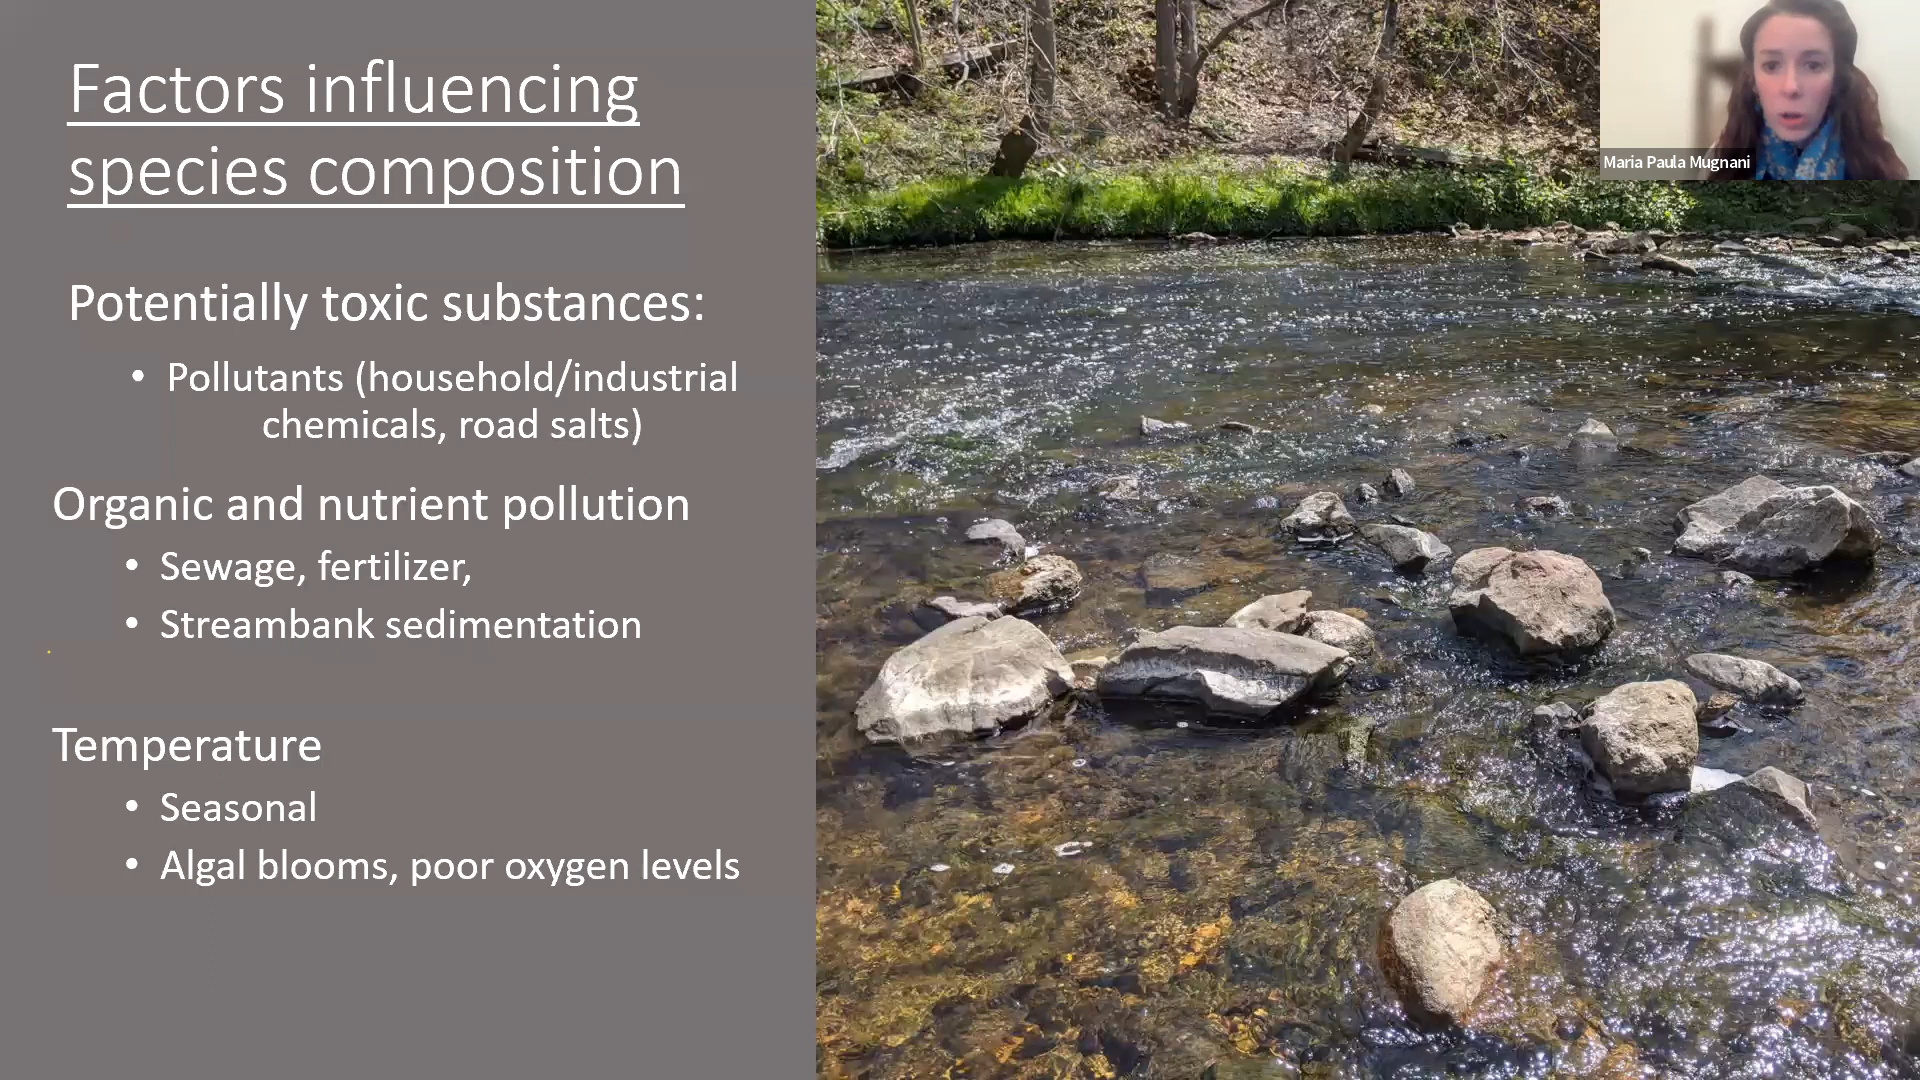 Factors influencing
species composition
Potentially toxic substances:
• Pollutants (household/industrial
chemicals, road salts)
Organic and nutrient pollution
• Sewage, fertilizer,
• Streambank sedimentation
Temperature
• Seasonal
• Algal blooms, poor oxygen levels
Maria Paula Mugnani